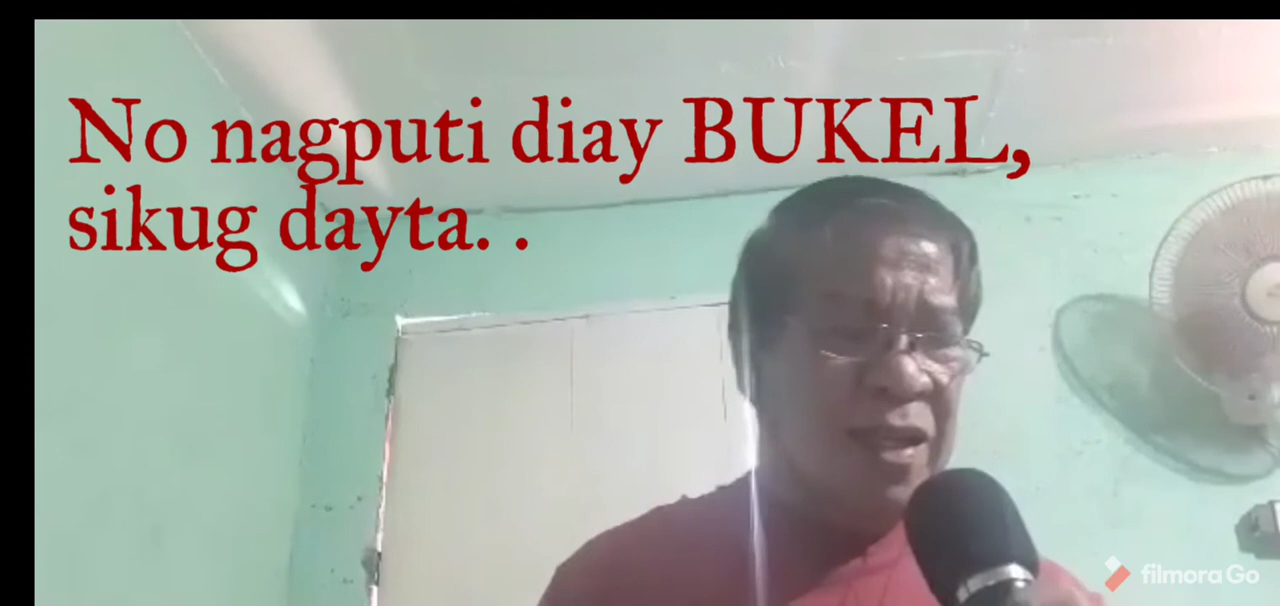 No nagputi diay BUKEL,
sikug dayta. .
filmora Go